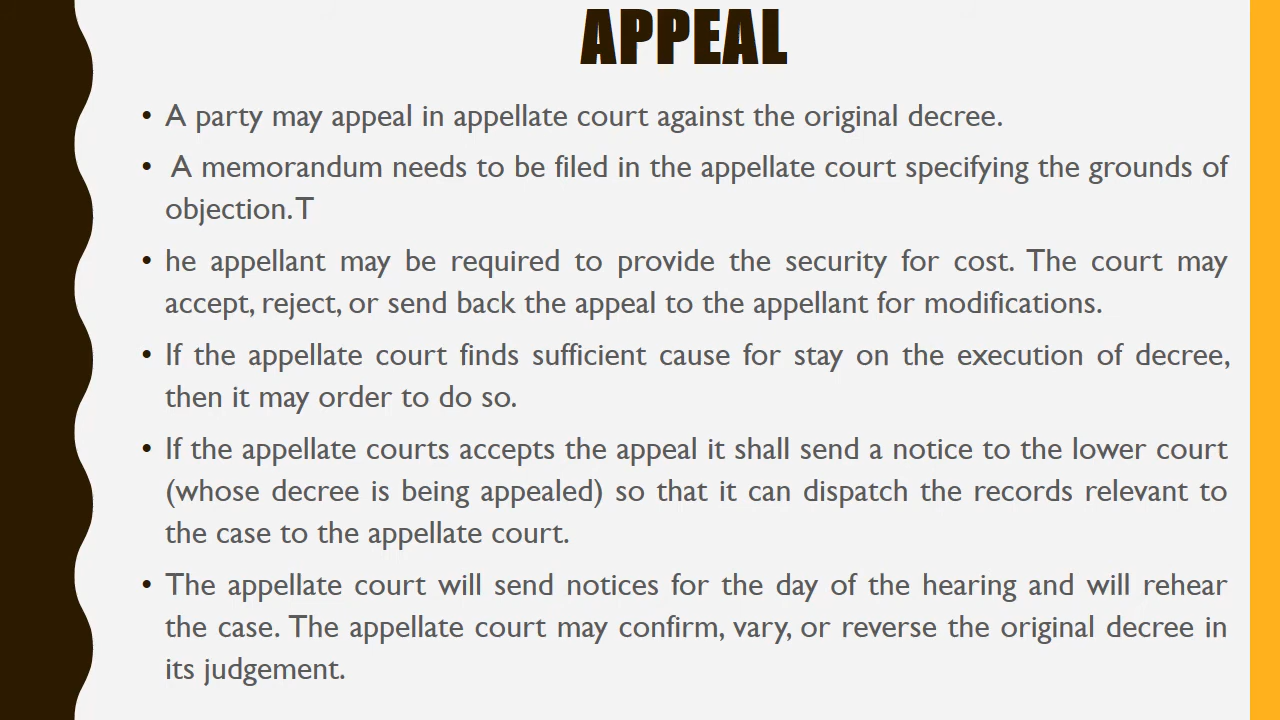 APPEAL
• A party may appeal in appellate court against the original decree.
• A memorandum needs to be filed in the appellate court specifying the grounds of
objection. T
• he appellant may be required to provide the security for cost. The court may
accept, reject, or send back the appeal to the appellant for modifications.
• If the appellate court finds sufficient cause for stay on the execution of decree,
then it may order to do so.
• If the appellate courts accepts the appeal it shall send a notice to the lower court
(whose decree is being appealed) so that it can dispatch the records relevant to
the case to the appellate court.
• The appellate court will send notices for the day of the hearing and will rehear
the case. The appellate court may confirm, vary, or reverse the original decree in
its judgement.